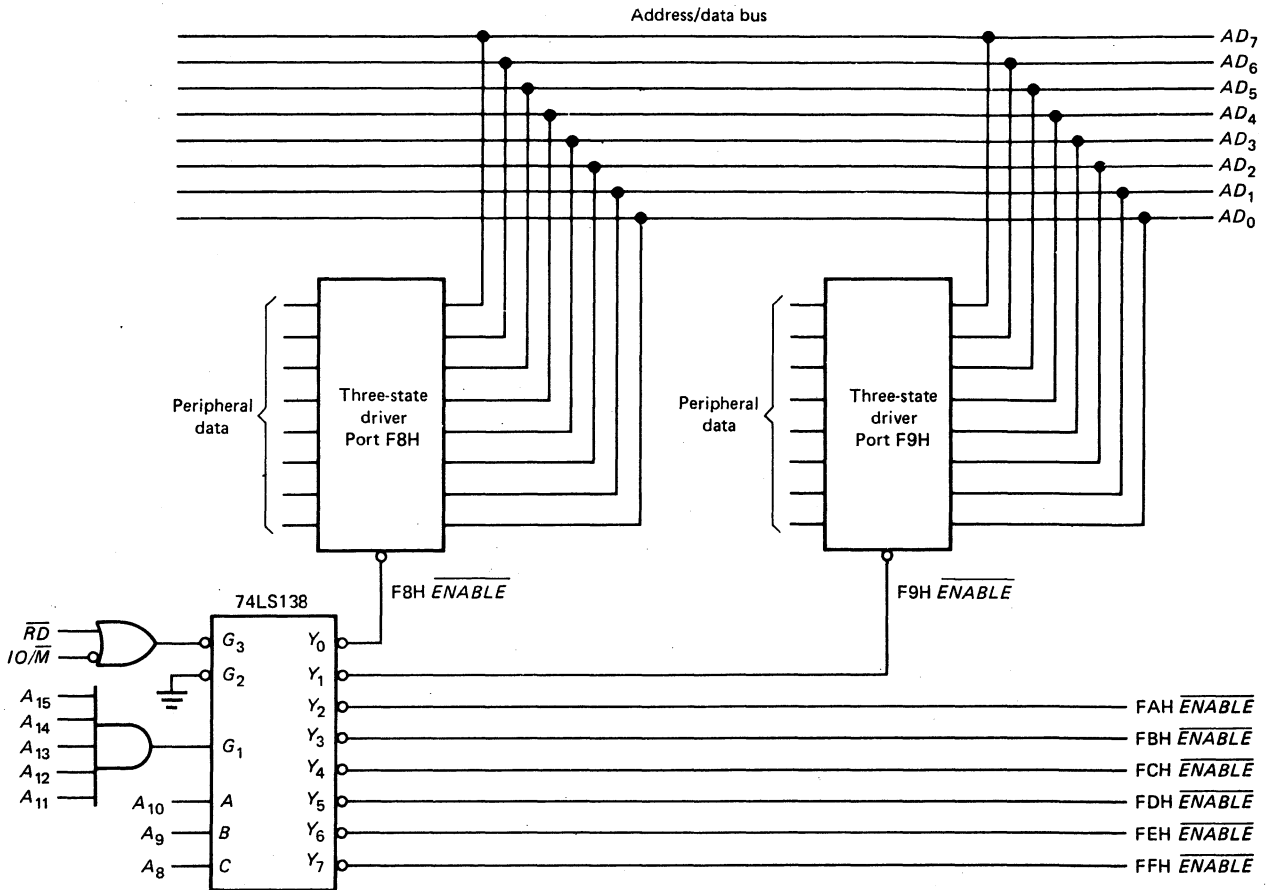 Address/data bus
AD7
AD6
AD5
AD4
AD3
AD2
AD1
AD0
Peripheral
data
Three-state
driver
Port F8H
Peripheral
data
Three-state
driver
Port F9H
F8H ENABLE
F9H ENABLE
74LS138
RD
IO/M
A15
A14
A13
A12
A11
A10
A9
A8
G3
G2
G1
A
B
C
Y0
Y1
Y2
Y3
Y4
Y5
Y6
Y7
FAH ENABLE
FBH ENABLE
FCH ENABLE
FDH ENABLE
FEH ENABLE
FFH ENABLE